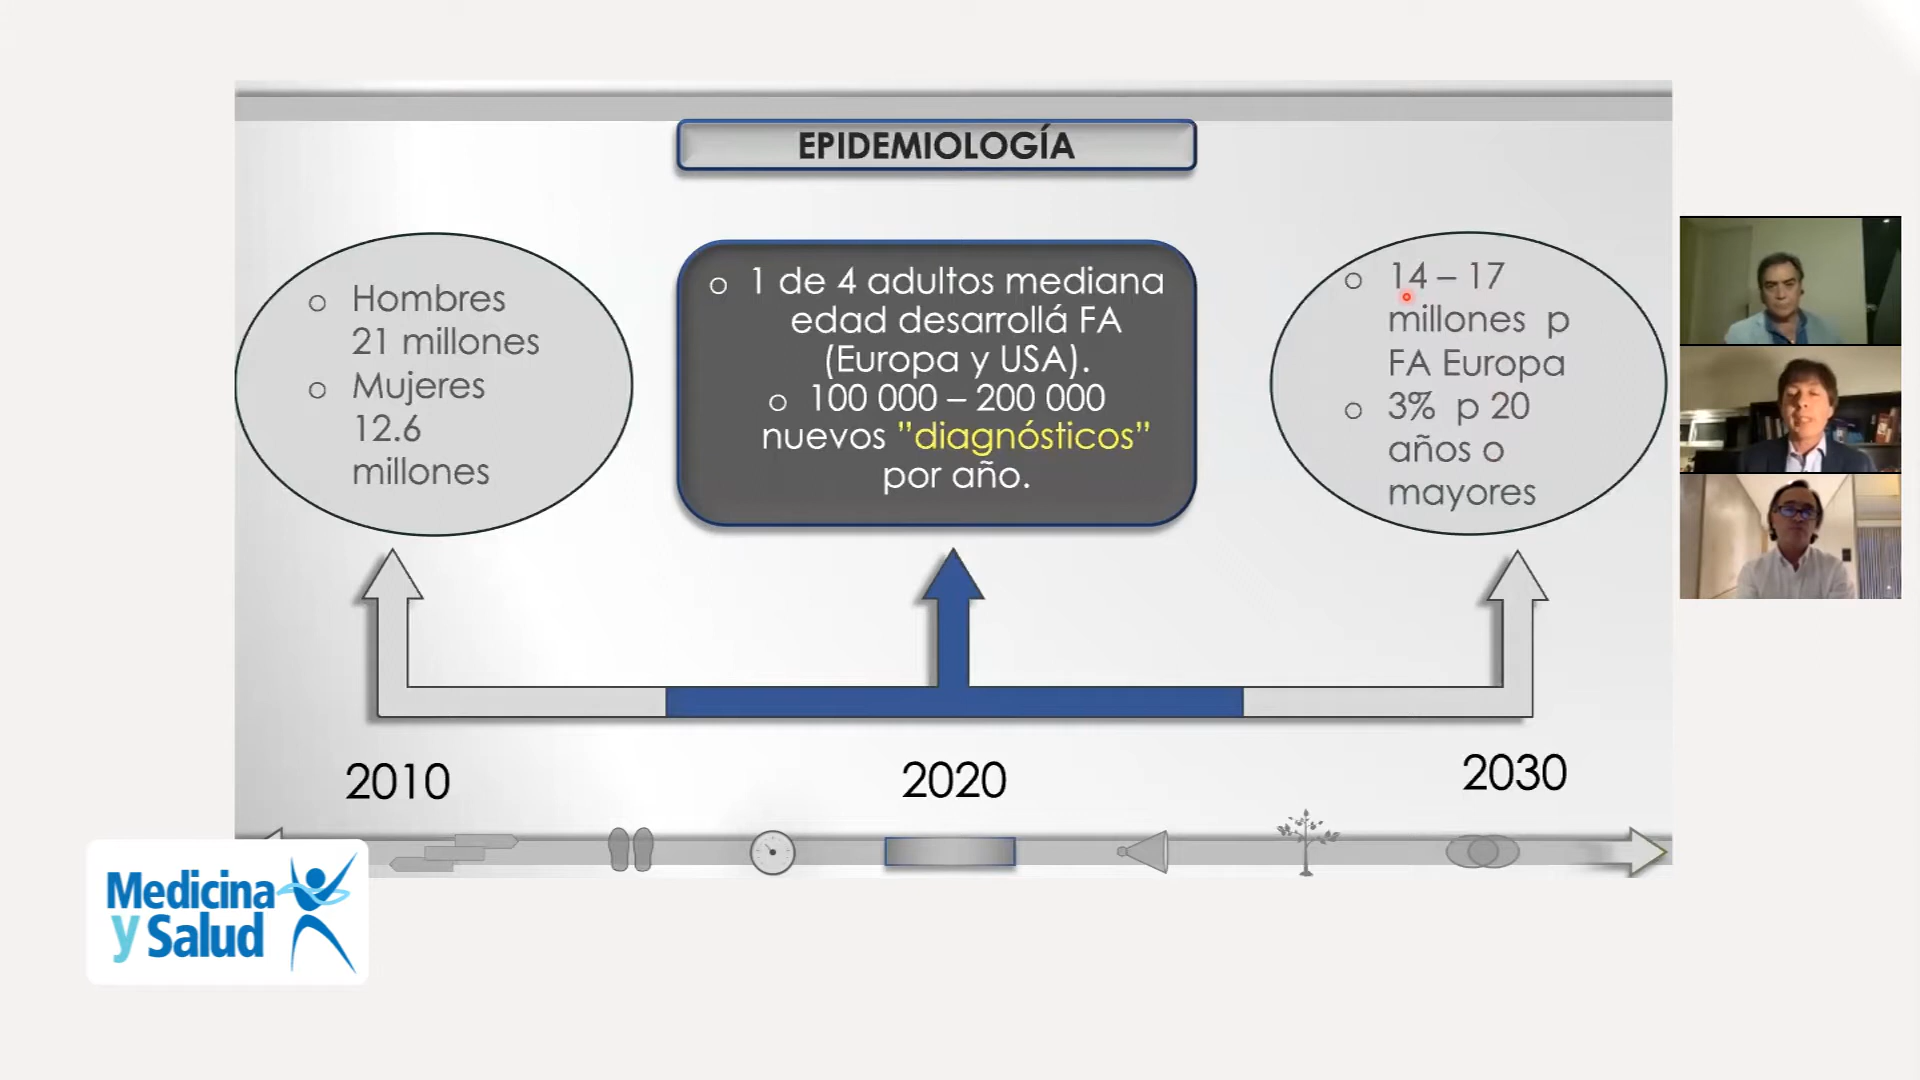 EPIDEMIOLOGÍA
o Hombres
21 millones
o Mujeres
12.6
millones
o 1 de 4 adultos mediana
edad desarrollá FA
(Europa y USA).
o 100 000 – 200 000
nuevos ”diagnósticos”
por año.
o 14 – 17
millones p
FA Europa
o 3% p 20
años o
mayores
2010
2020
2030
Medicina
y Salud